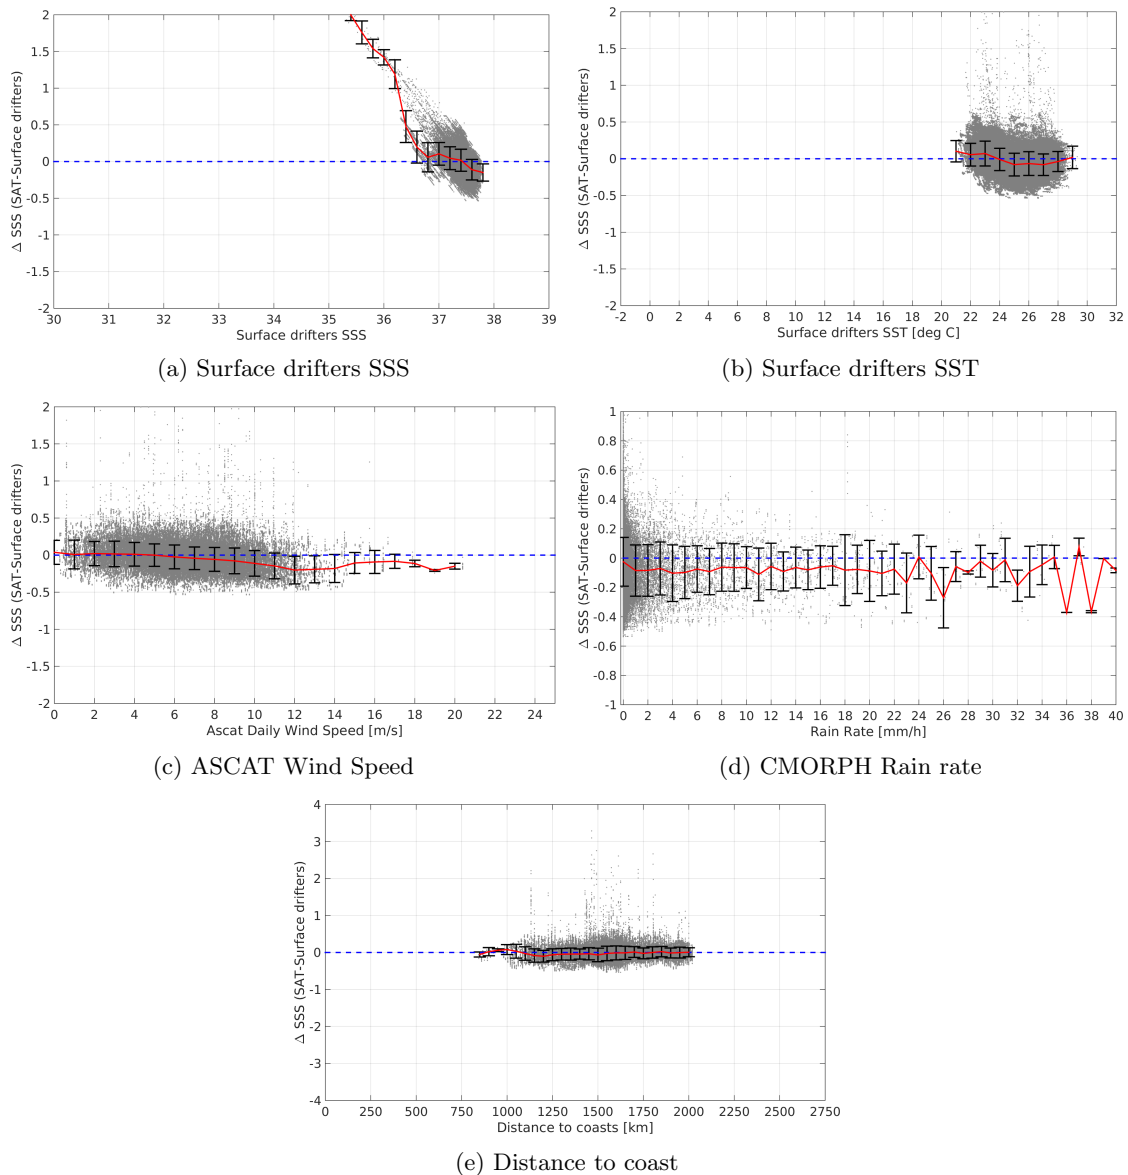 2
1.5
1
0.5
0
-0.5
-1
-1.5
-2
Δ SSS (SAT-Surface drifters)
30 31 32 33 34 35 36 37 38 39
Surface drifters SSS
(a) Surface drifters SSS
2
1.5
1
0.5
0
-0.5
-1
-1.5
-2
Δ SSS (SAT-Surface drifters)
-2 0 2 4 6 8 10 12 14 16 18 20 22 24 26 28 30 32
Surface drifters SST [deg C]
(b) Surface drifters SST
2
1.5
1
0.5
0
-0.5
-1
-1.5
-2
Δ SSS (SAT-Surface drifters)
0 2 4 6 8 10 12 14 16 18 20 22 24
Ascat Daily Wind Speed [m/s]
(c) ASCAT Wind Speed
1
0.8
0.6
0.4
0.2
0
-0.2
-0.4
-0.6
-0.8
-1
Δ SSS (SAT-Surface drifters)
0 2 4 6 8 10 12 14 16 18 20 22 24 26 28 30 32 34 36 38 40
Rain Rate [mm/h]
(d) CMORPH Rain rate
4
3
2
1
0
-1
-2
-3
-4
Δ SSS (SAT-Surface drifters)
0 250 500 750 1000 1250 1500 1750 2000 2250 2500 2750
Distance to coasts [km]
(e) Distance to coast